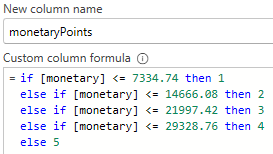 New column name
monetaryPoints
Custom column formula
= if [monetary] <= 7334.74 then 1
else if [monetary] <= 14666.08 then 2
else if [monetary] <= 21997.42 then 3
else if [monetary] <= 29328.76 then 4
else 5